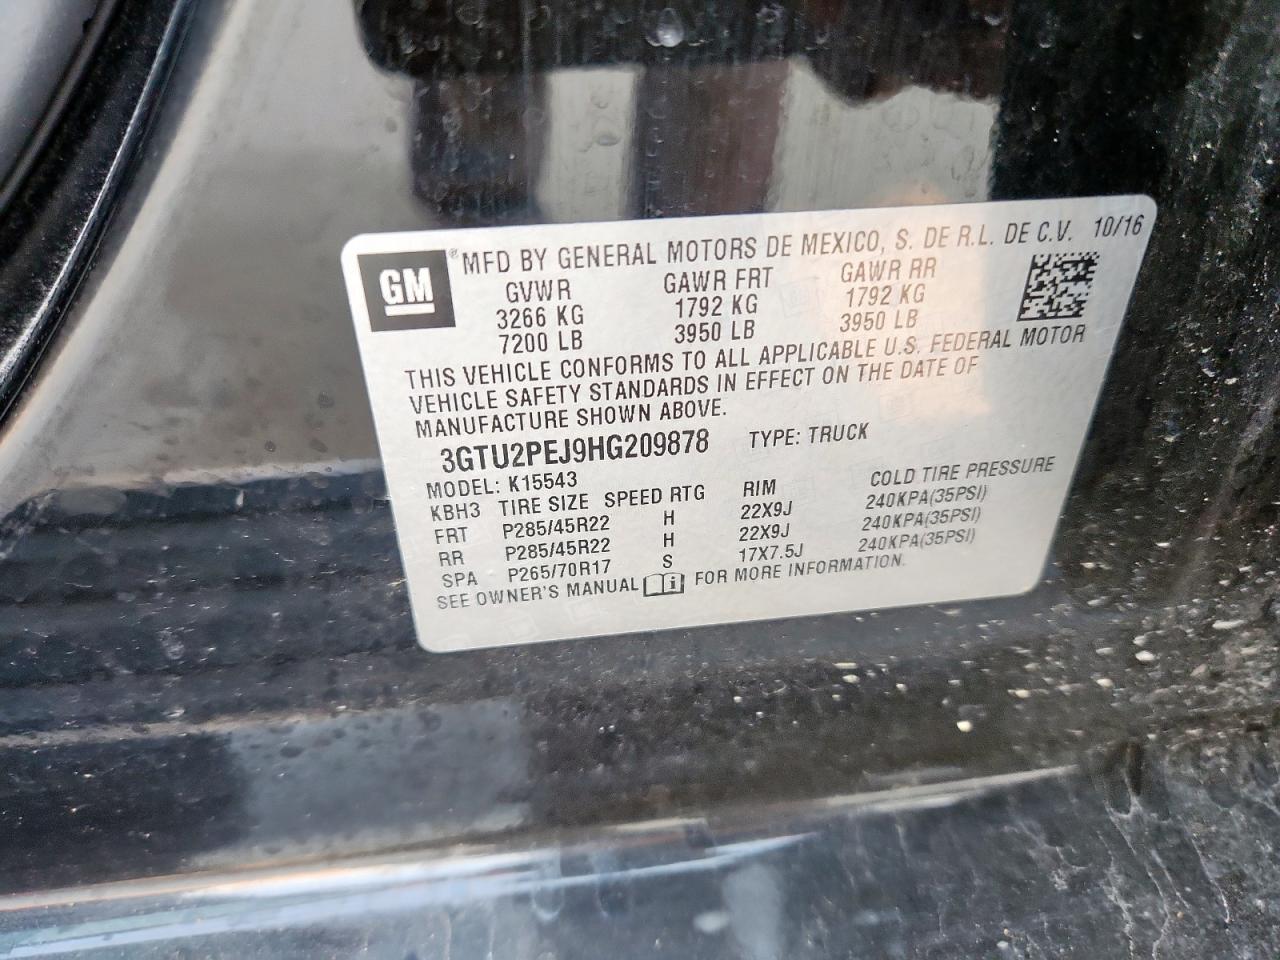 GM ® MFD BY GENERAL MOTORS DE MEXICO, S. DE R.L. DE C.V. 10/16
GVWR GAWR FRT GAWR RR
3266 KG 1792 KG 1792 KG
7200 LB 3950 LB 3950 LB
THIS VEHICLE CONFORMS TO ALL APPLICABLE U.S. FEDERAL MOTOR
VEHICLE SAFETY STANDARDS IN EFFECT ON THE DATE OF
MANUFACTURE SHOWN ABOVE.
3GTU2PEJ9HG209878 TYPE: TRUCK
MODEL: K15543
KBH3 TIRE SIZE SPEED RTG RIM COLD TIRE PRESSURE
FRT P285/45R22 H 22X9J 240KPA(35PSI)
RR P285/45R22 H 22X9J 240KPA(35PSI)
SPA P265/70R17 S 17X7.5J 240KPA(35PSI)
SEE OWNER'S MANUAL i FOR MORE INFORMATION.